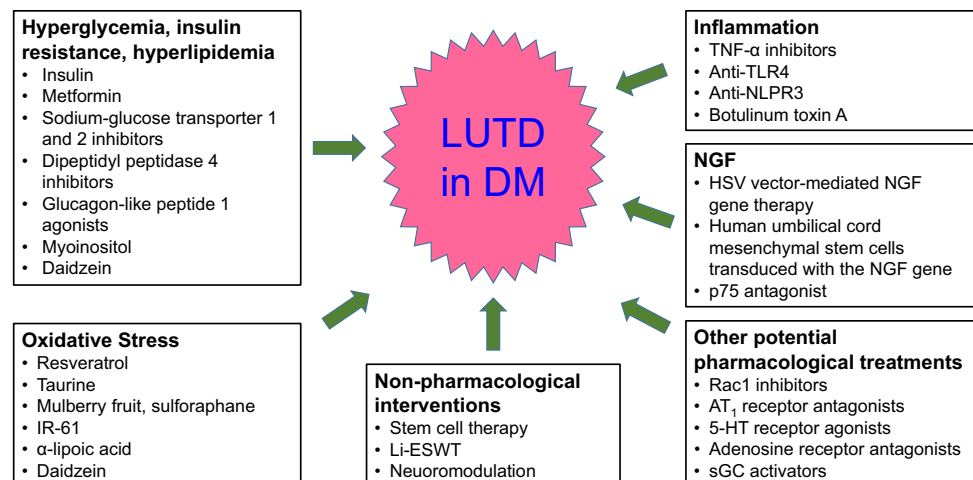 Hyperglycemia, insulin
resistance, hyperlipidemia
• Insulin
• Metformin
• Sodium-glucose transporter 1
and 2 inhibitors
• Dipeptidyl peptidase 4
inhibitors
• Glucagon-like peptide 1
agonists
• Myoinositol
• Daidzein
Oxidative Stress
• Resveratrol
• Taurine
• Mulberry fruit, sulforaphane
• IR-61
• α-lipoic acid
• Daidzein
LUTD
in DM
Non-pharmacological
interventions
• Stem cell therapy
• Li-ESWT
• Neuoromodulation
Inflammation
• TNF-α inhibitors
• Anti-TLR4
• Anti-NLPR3
• Botulinum toxin A
NGF
• HSV vector-mediated NGF
gene therapy
• Human umbilical cord
mesenchymal stem cells
transduced with the NGF gene
• p75 antagonist
Other potential
pharmacological treatments
• Rac1 inhibitors
• AT₁ receptor antagonists
• 5-HT receptor agonists
• Adenosine receptor antagonists
• sGC activators